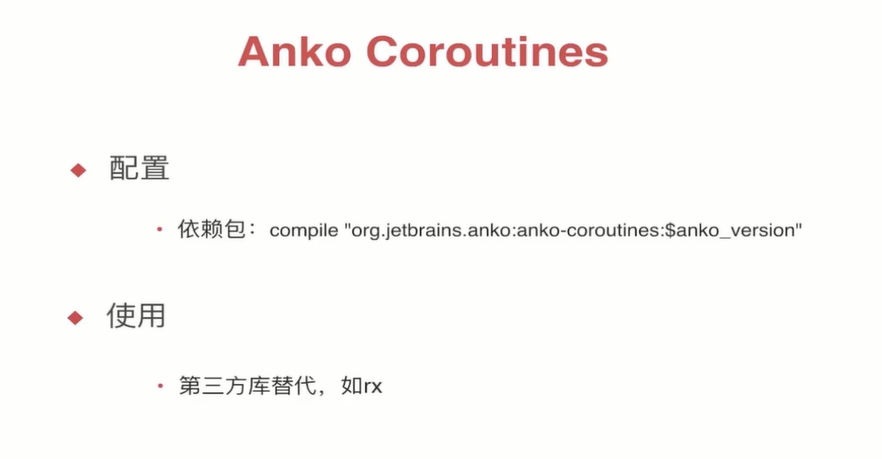 Anko Coroutines
配置
依赖包：compile "org.jetbrains.anko:anko-coroutines:$anko_version"
使用
第三方库替代，如rx